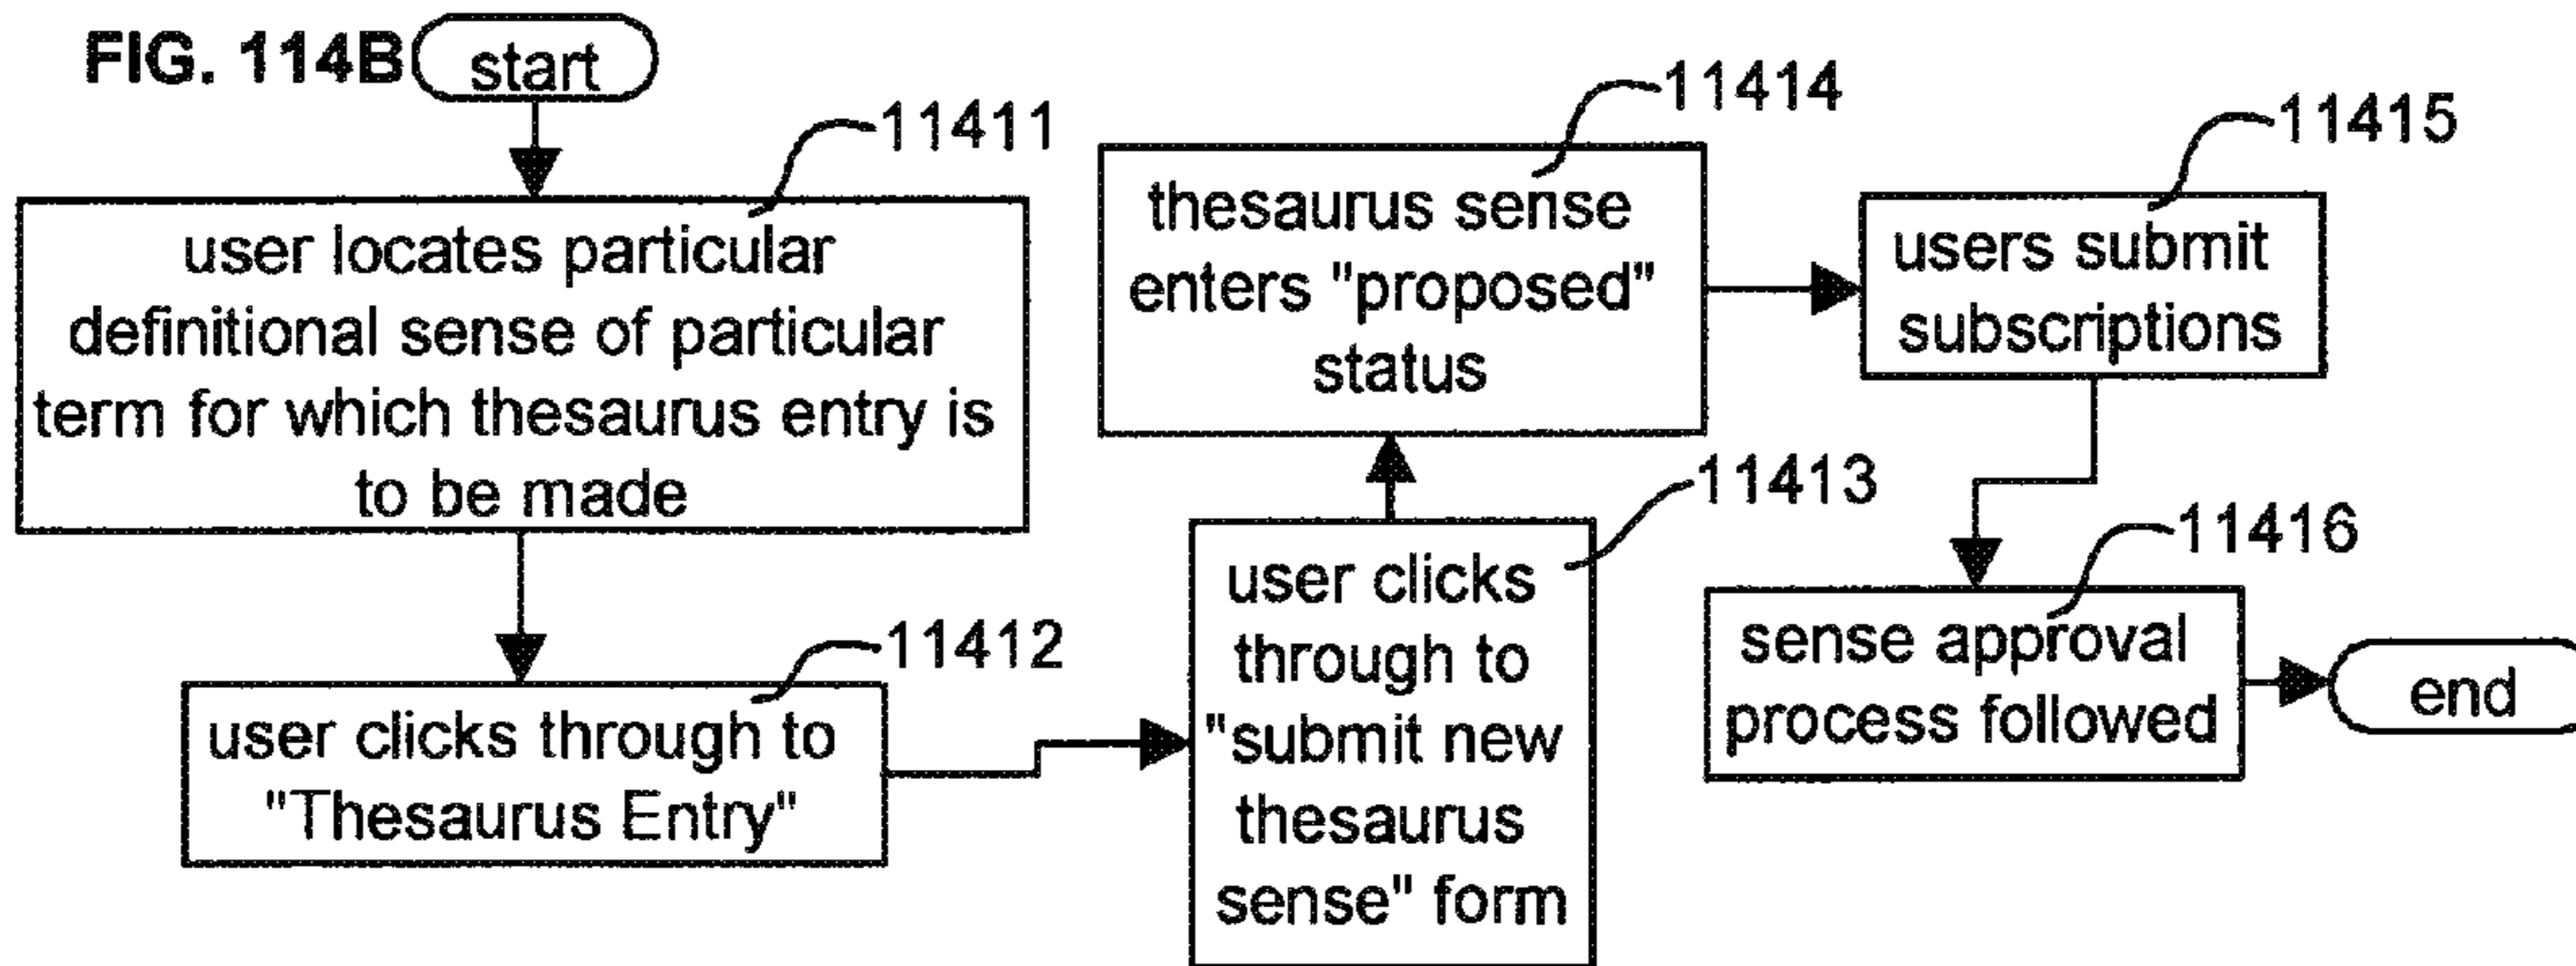 FIG. 114B
start
11411
user locates particular
definitional sense of particular
term for which thesaurus entry is
to be made
11412
user clicks through to
"Thesaurus Entry"
11413
user clicks
through to
"submit new
thesaurus
sense" form
11414
thesaurus sense
enters "proposed"
status
11415
users submit
subscriptions
11416
sense approval
process followed
end